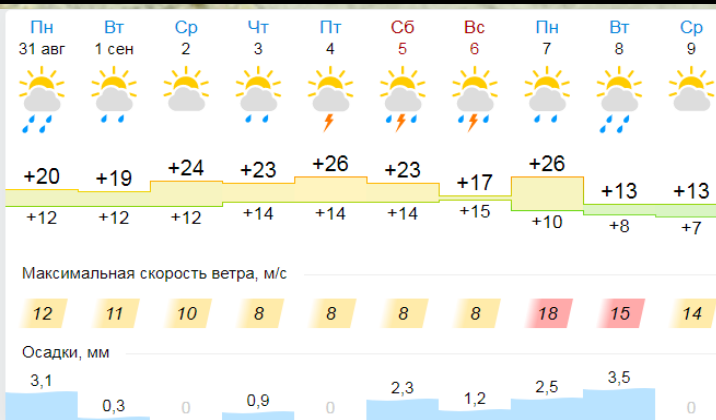 Пн Вт Ср Чт Пт Сб Вс Пн Вт Ср
31 авг 1 сен 2 3 4 5 6 7 8 9
+20 +19 +24 +23 +26 +23 +17 +26 +13 +13
+12 +12 +12 +14 +14 +14 +15 +10 +8 +7
Максимальная скорость ветра, м/с
12 11 10 8 8 8 8 18 15 14
Осадки, мм
3,1 0,3 0 0,9 0 2,3 1,2 2,5 3,5 0